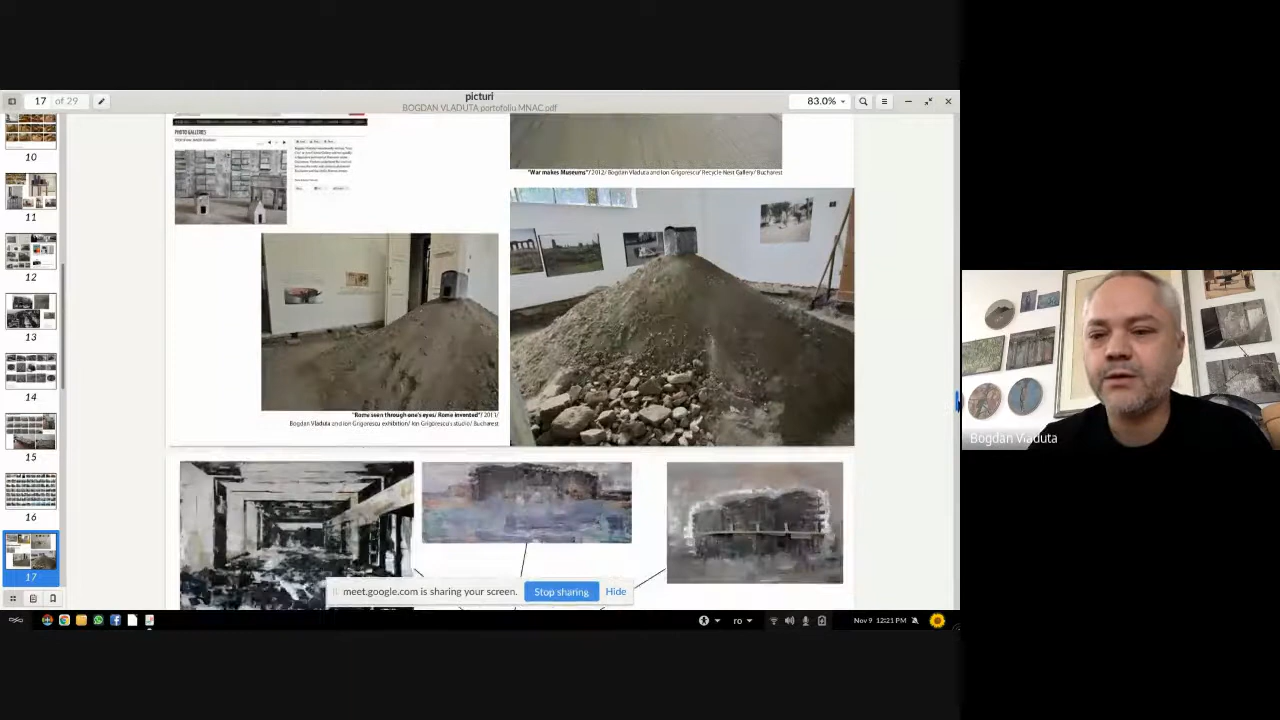 17 of 29
picturi
BOGDAN VLADUTA portofoliu MNAC.pdf
83.0%
10
11
12
13
14
15
16
17
PHOTO GALLERIES
"War makes Museums"/ 2012/ Bogdan Vladuta and Ion Grigorescu/ Recycle Nest Gallery/ Bucharest
"Rome seen through one's eyes/ Rome invented"/ 2011/
Bogdan Vladuta and Ion Grigorescu exhibition/ Ion Grigorescu's studio/ Bucharest
Bogdan Vladuta
meet.google.com is sharing your screen.
Stop sharing
Hide
ro
Nov 9 12:21 PM